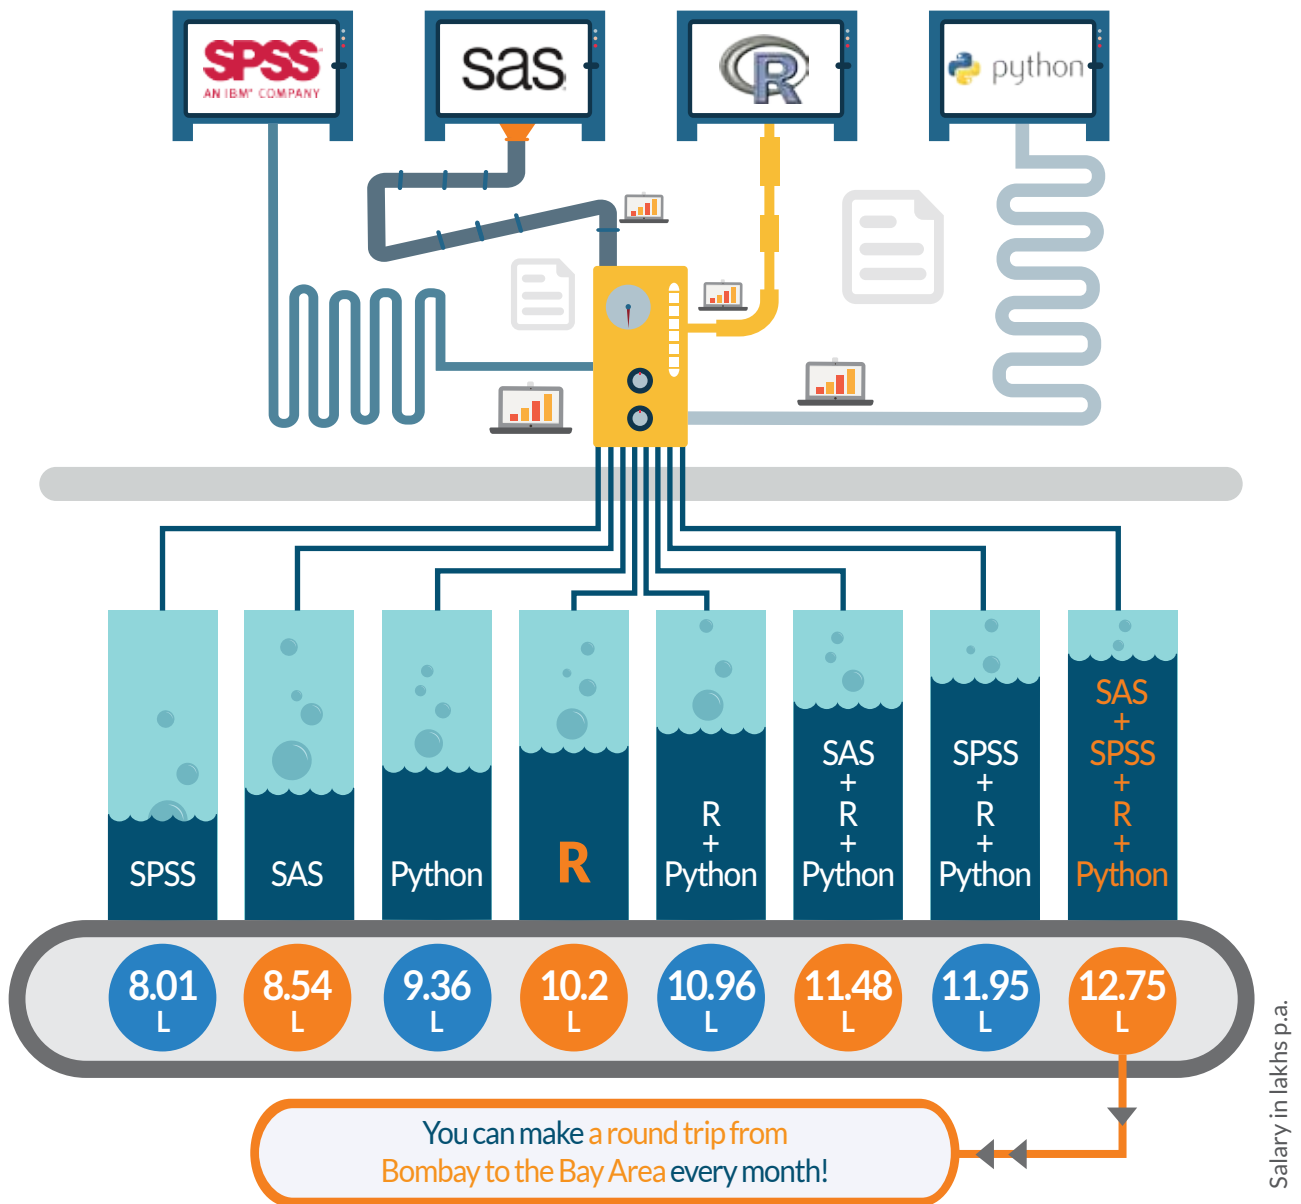 SPSS
AN IBM® COMPANY
sas
R
python
SPSS
SAS
Python
R
R
+
Python
SAS
+
R
+
Python
SPSS
+
R
+
Python
SAS
+
SPSS
+
R
+
Python
8.01
L
8.54
L
9.36
L
10.2
L
10.96
L
11.48
L
11.95
L
12.75
L
Salary in lakhs p.a.
You can make a round trip from
Bombay to the Bay Area every month!